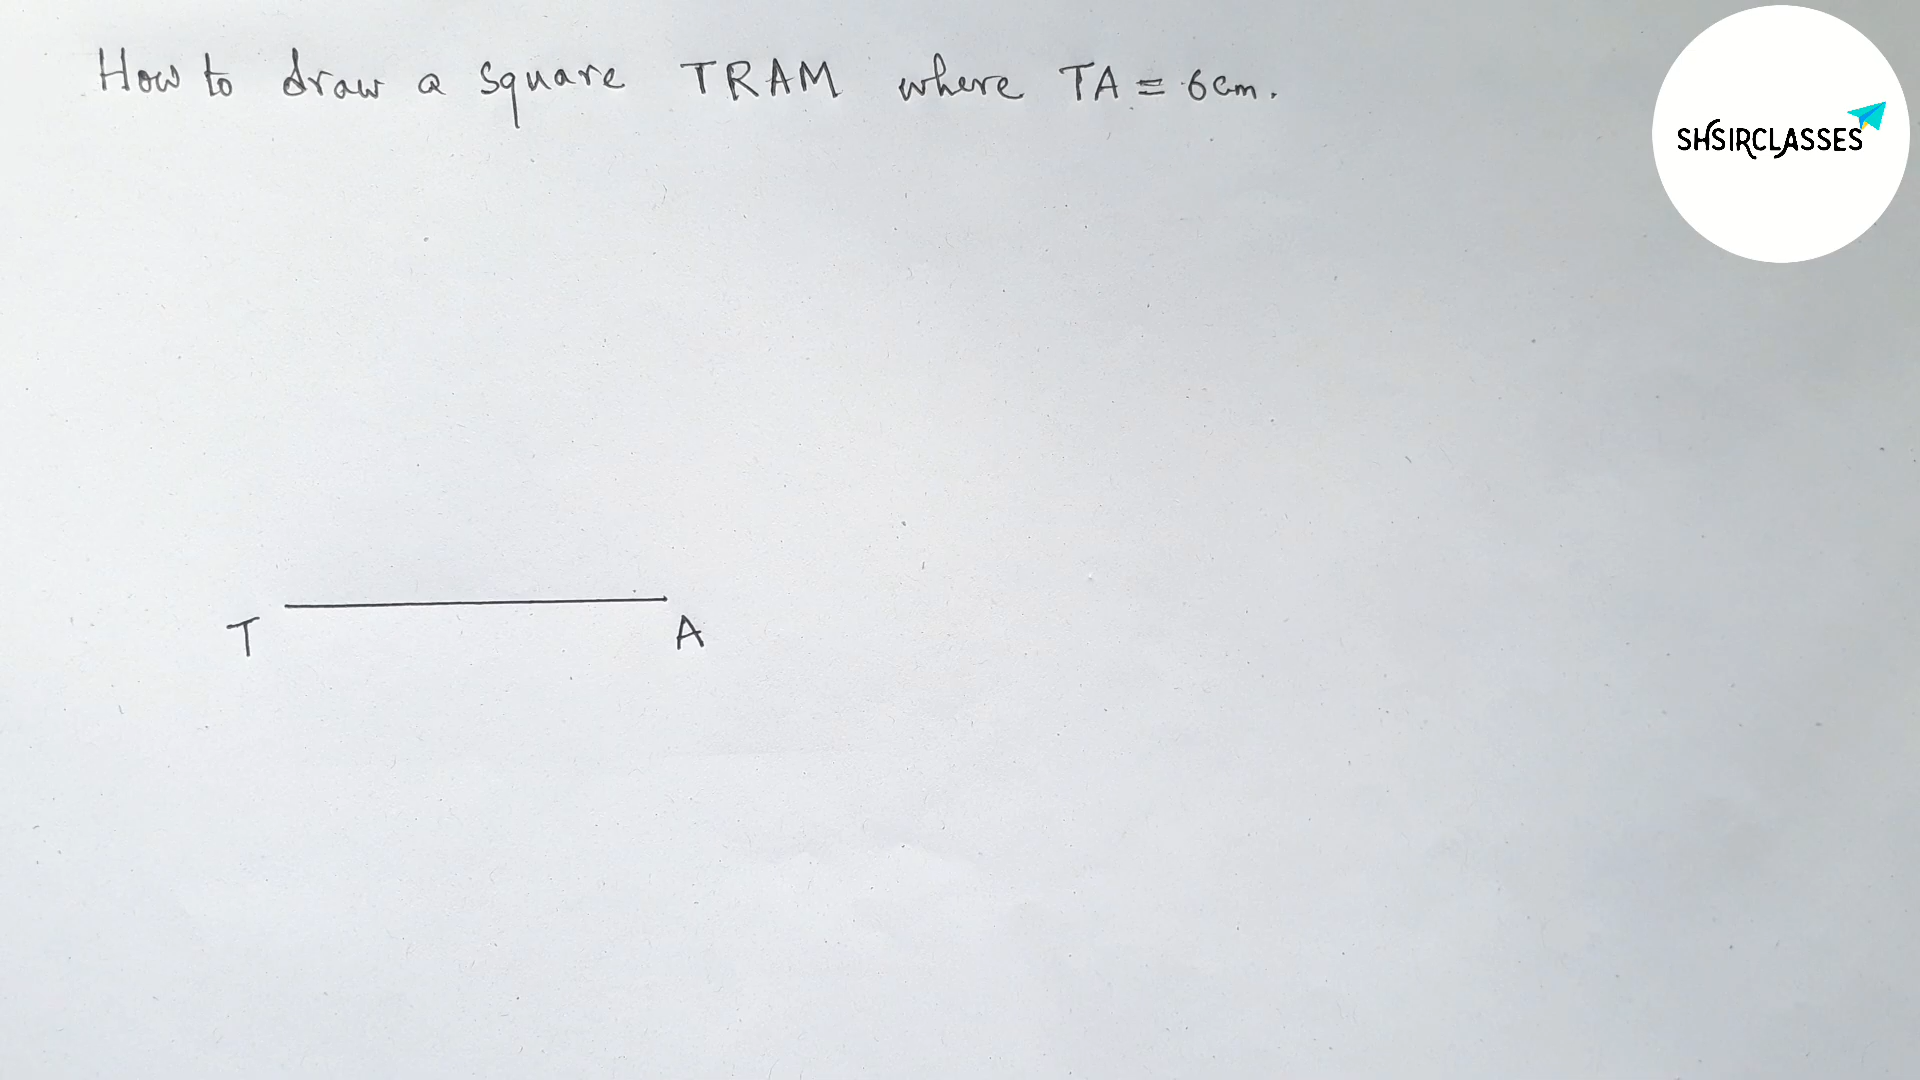 How to draw a square TRAM where TA = 6cm.
SHSIRCLASSES
T
A